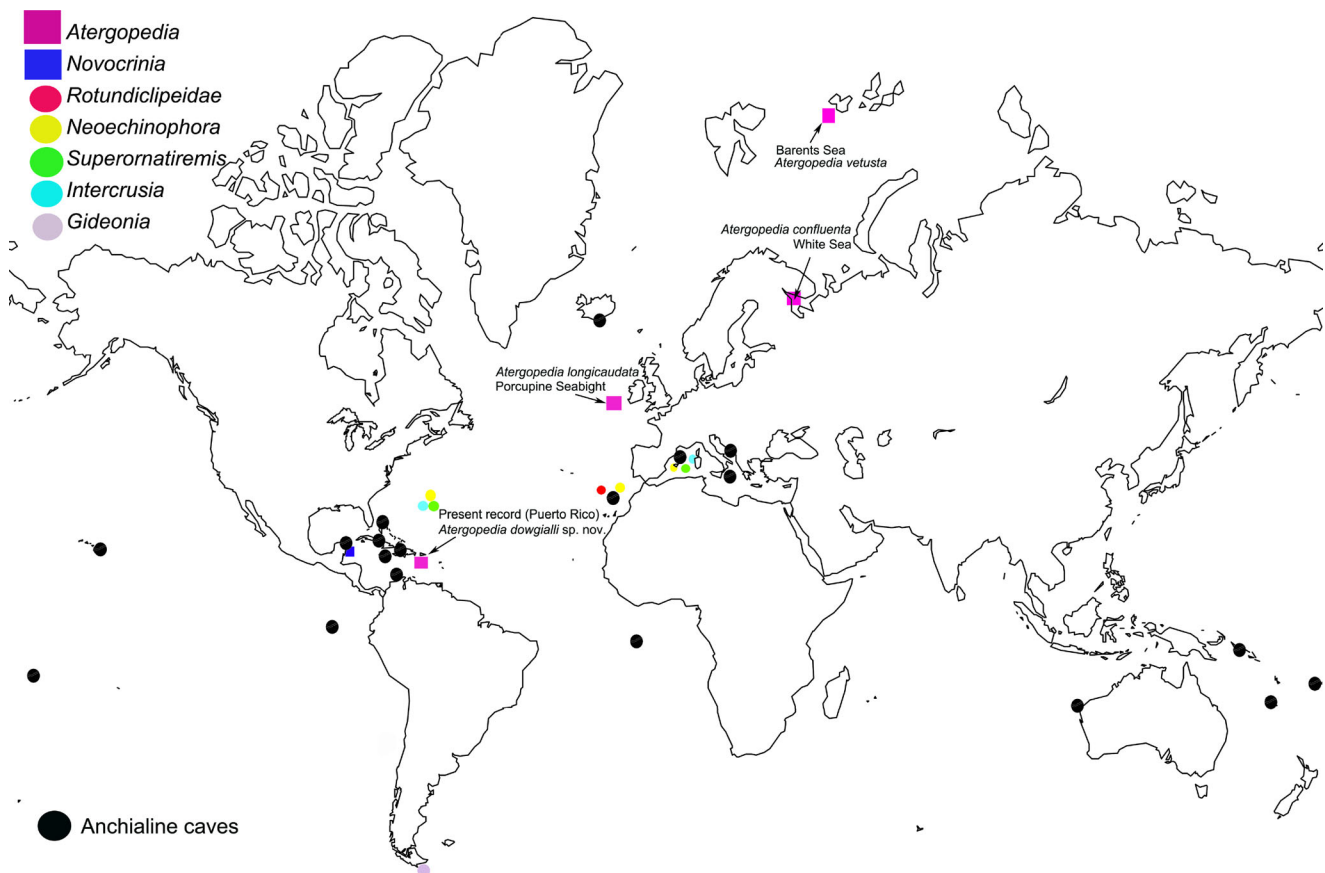 Atergopedia
Novocrinia
Rotundiclipeidae
Neoechinophora
Superornatiremis
Intercrusia
Gideonia
Barents Sea
Atergopedia vetusta
Atergopedia confluenta
White Sea
Atergopedia longicaudata
Porcupine Seabight
Present record (Puerto Rico)
Atergopedia dowgialli sp. nov.
Anchialine caves